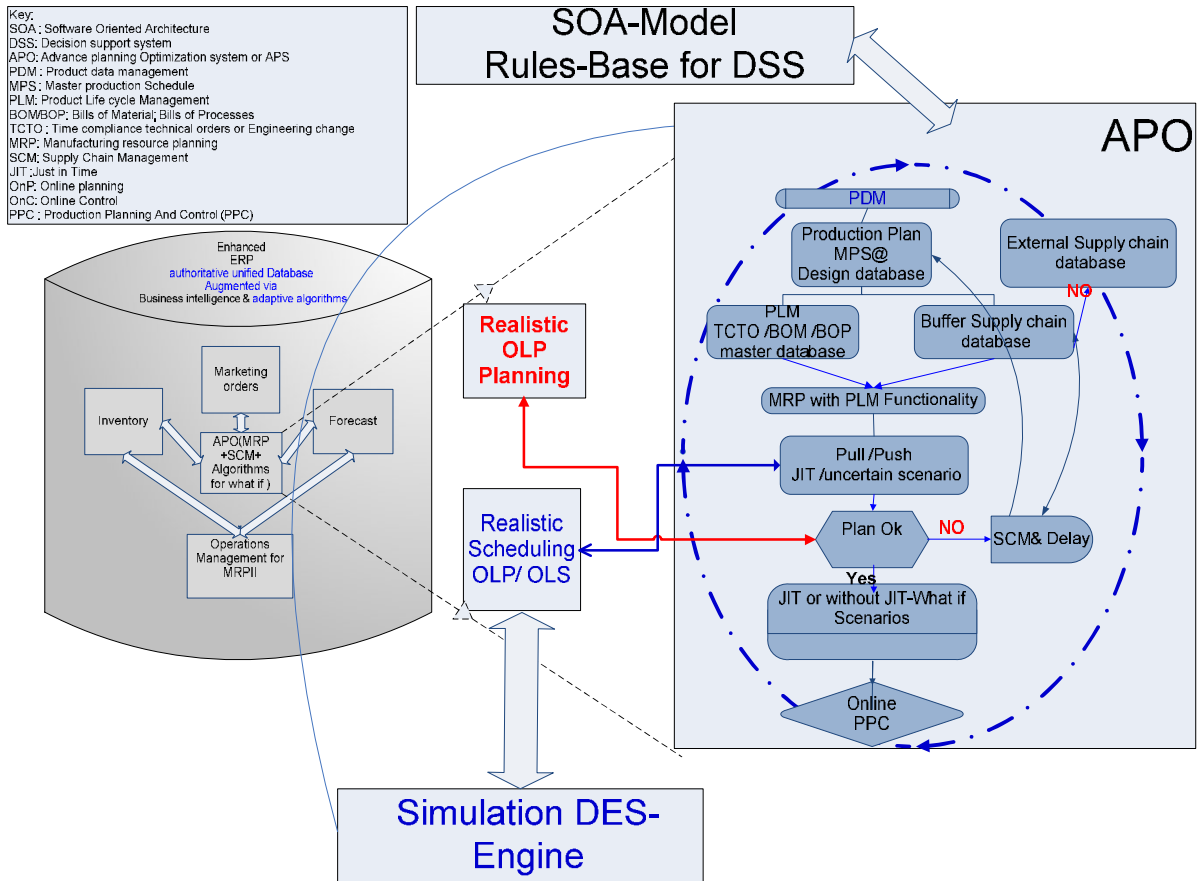 Key:
SOA : Software Oriented Architecture
DSS: Decision support system
APO: Advance planning Optimization system or APS
PDM : Product data management
MPS : Master production Schedule
PLM: Product Life cycle Management
BOM/BOP: Bills of Material; Bills of Processes
TCTO : Time compliance technical orders or Engineering change
MRP : Manufacturing resource planning
SCM : Supply Chain Management
JIT :Just in Time
OnP: Online planning
OnC: Online Control
PPC : Production Planning And Control (PPC)
SOA-Model
Rules-Base for DSS
Enhanced
ERP
authoritative unified Database
Augmented via
Business intelligence & adaptive algorithms
Marketing
orders
Inventory
APO(MRP
+SCM+
Algorithms
for what if )
Forecast
Operations
Management for
MRPII
Realistic
OLP
Planning
Realistic
Scheduling
OLP/ OLS
Simulation DES-
Engine
APO
PDM
Production Plan
MPS@
Design database
External Supply chain
database
NO
PLM
TCTO /BOM /BOP
master database
Buffer Supply chain
database
MRP with PLM Functionality
Pull /Push
JIT /uncertain scenario
Plan Ok
NO
SCM& Delay
Yes
JIT or without JIT-What if
Scenarios
Online
PPC